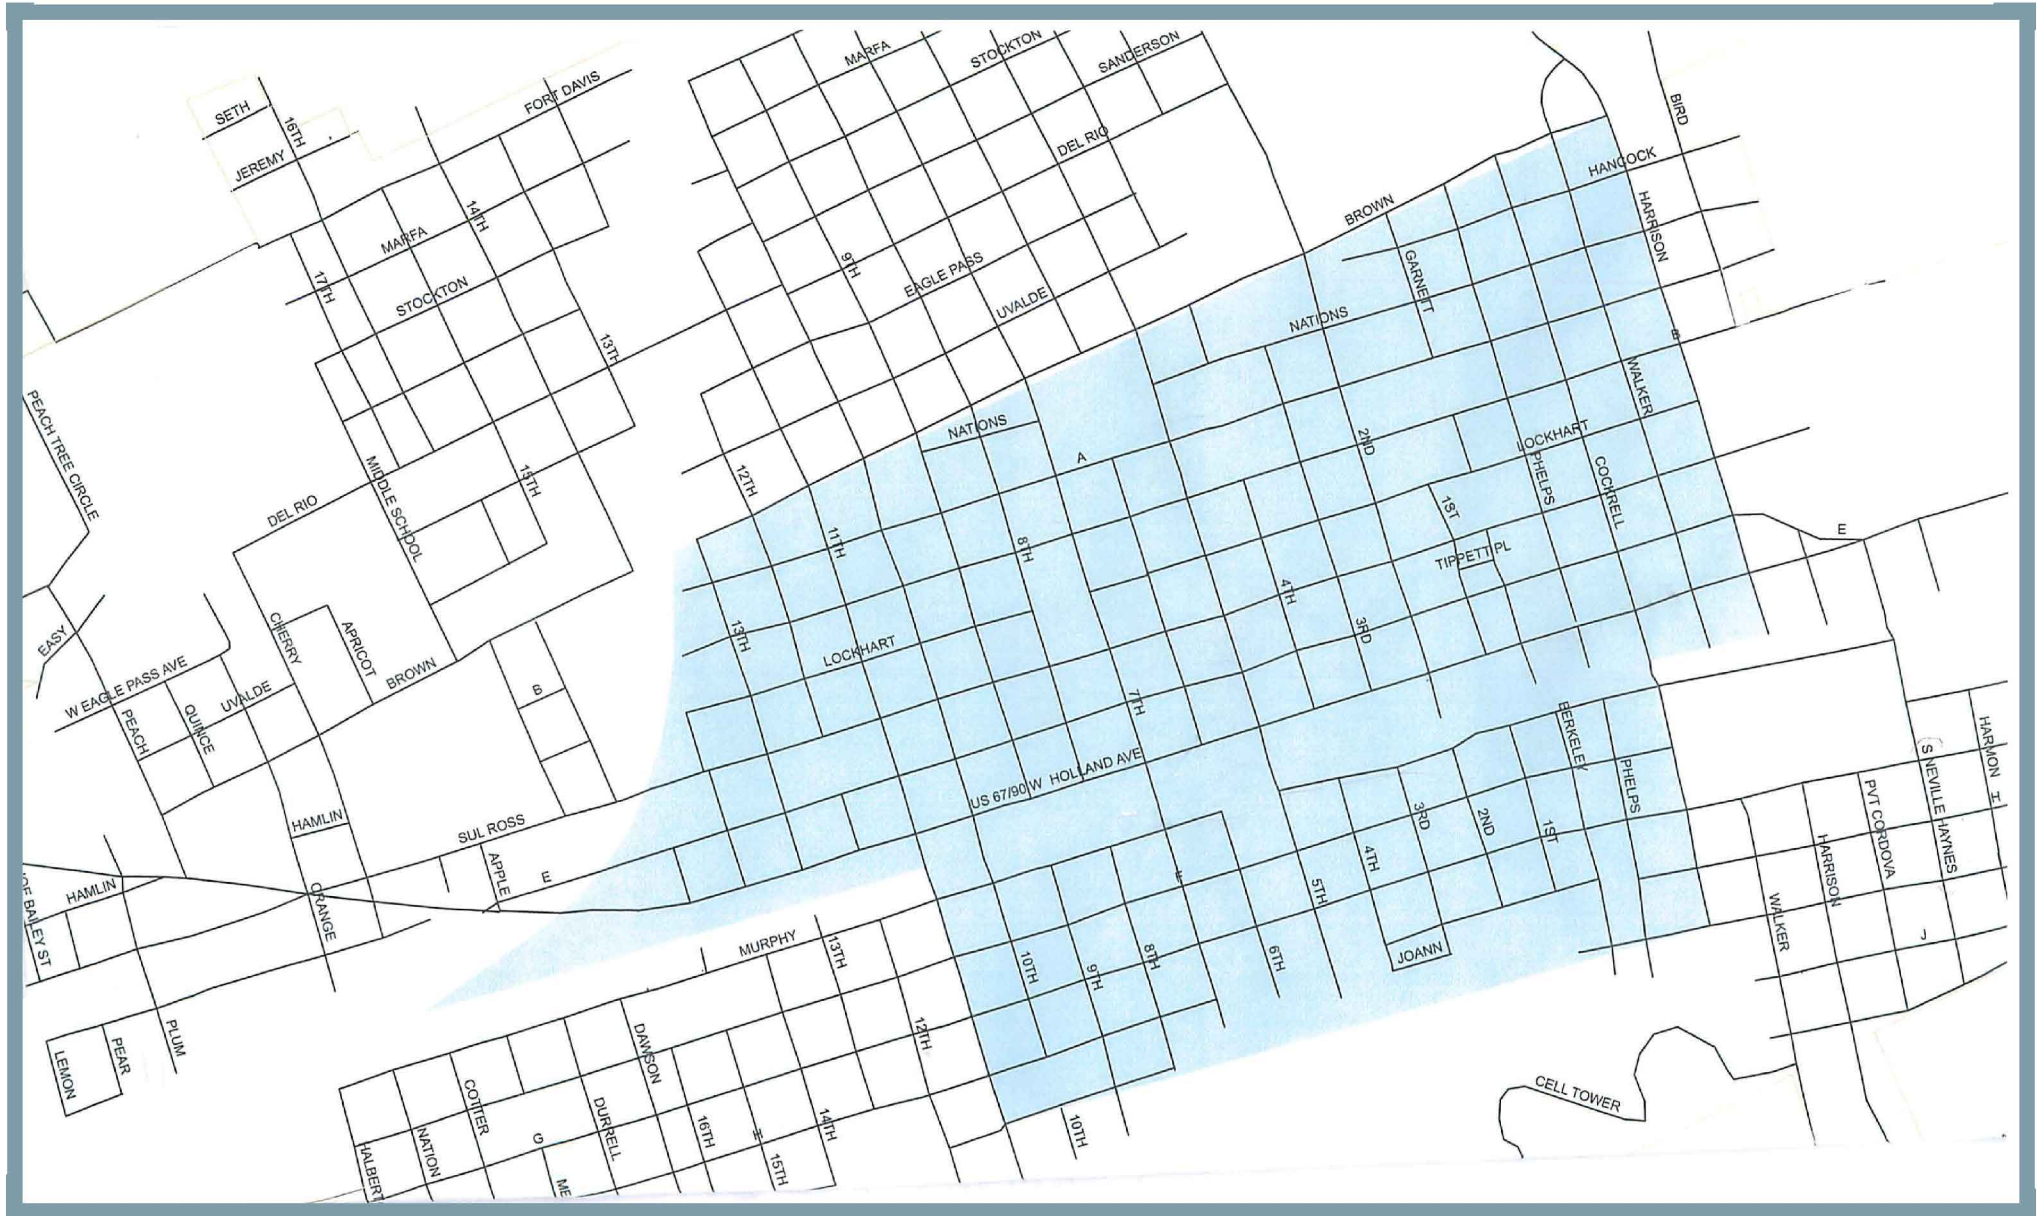 MARFA
STOCKTON
SANDERSON
FORT DAVIS
SETH
16TH
JEREMY
BIRD
DEL RIO
HANCOCK
14TH
MARFA
BROWN
HARRISON
9TH
GARNETT
17TH
STOCKTON
EAGLE PASS
UVALDE
NATIONS
13TH
B
WALKER
PEACH TREE CIRCLE
NATIONS
2ND
LOCKHART
A
12TH
MIDDLE SCHOOL
15TH
PHELPS
COCKRELL
DEL RIO
1ST
11TH
8TH
E
TIPPETT PL
4TH
EASY
CHERRY
APRICOT
13TH
3RD
LOCKHART
W EAGLE PASS AVE
BROWN
UVALDE
B
7TH
PEACH
QUINCE
BERKELEY
HARMON
US 67/90 W HOLLAND AVE
PHELPS
S NEVILLE HAYNES
H
PVT CORDOVA
HAMLIN
SUL ROSS
3RD
2ND
1ST
HARRISON
APPLE
E
4TH
F
5TH
HAMLIN
ORANGE
WALKER
BAILEY ST
MURPHY
13TH
10TH
9TH
8TH
6TH
JOANN
J
PLUM
PEAR
LEMON
DAWSON
12TH
COTTER
CELL TOWER
DURRELL
G
NATION
16TH
H
14TH
10TH
HALBERT
15TH
ME